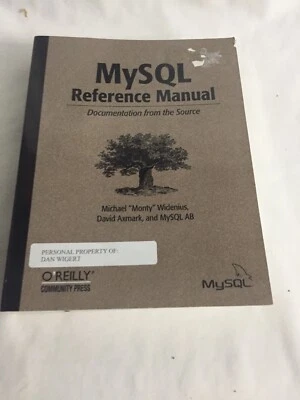 MySQL
Reference Manual
Documentation from the Source
Michael "Monty" Widenius,
David Axmark, and MySQL AB
PERSONAL PROPERTY OF:
DAN WIGERT
O'REILLY
COMMUNITY PRESS
MySQL